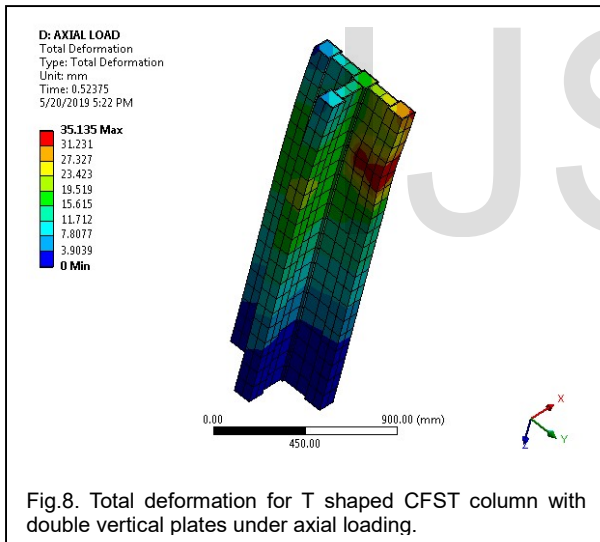 D: AXIAL LOAD
Total Deformation
Type: Total Deformation
Unit: mm
Time: 0.52375
5/20/2019 5:22 PM
35.135 Max
31.231
27.327
23.423
19.519
15.615
11.712
7.8077
3.9039
0 Min
0.00
900.00 (mm)
450.00
X
Y
Z
IJS
Fig.8. Total deformation for T shaped CFST column with
double vertical plates under axial loading.